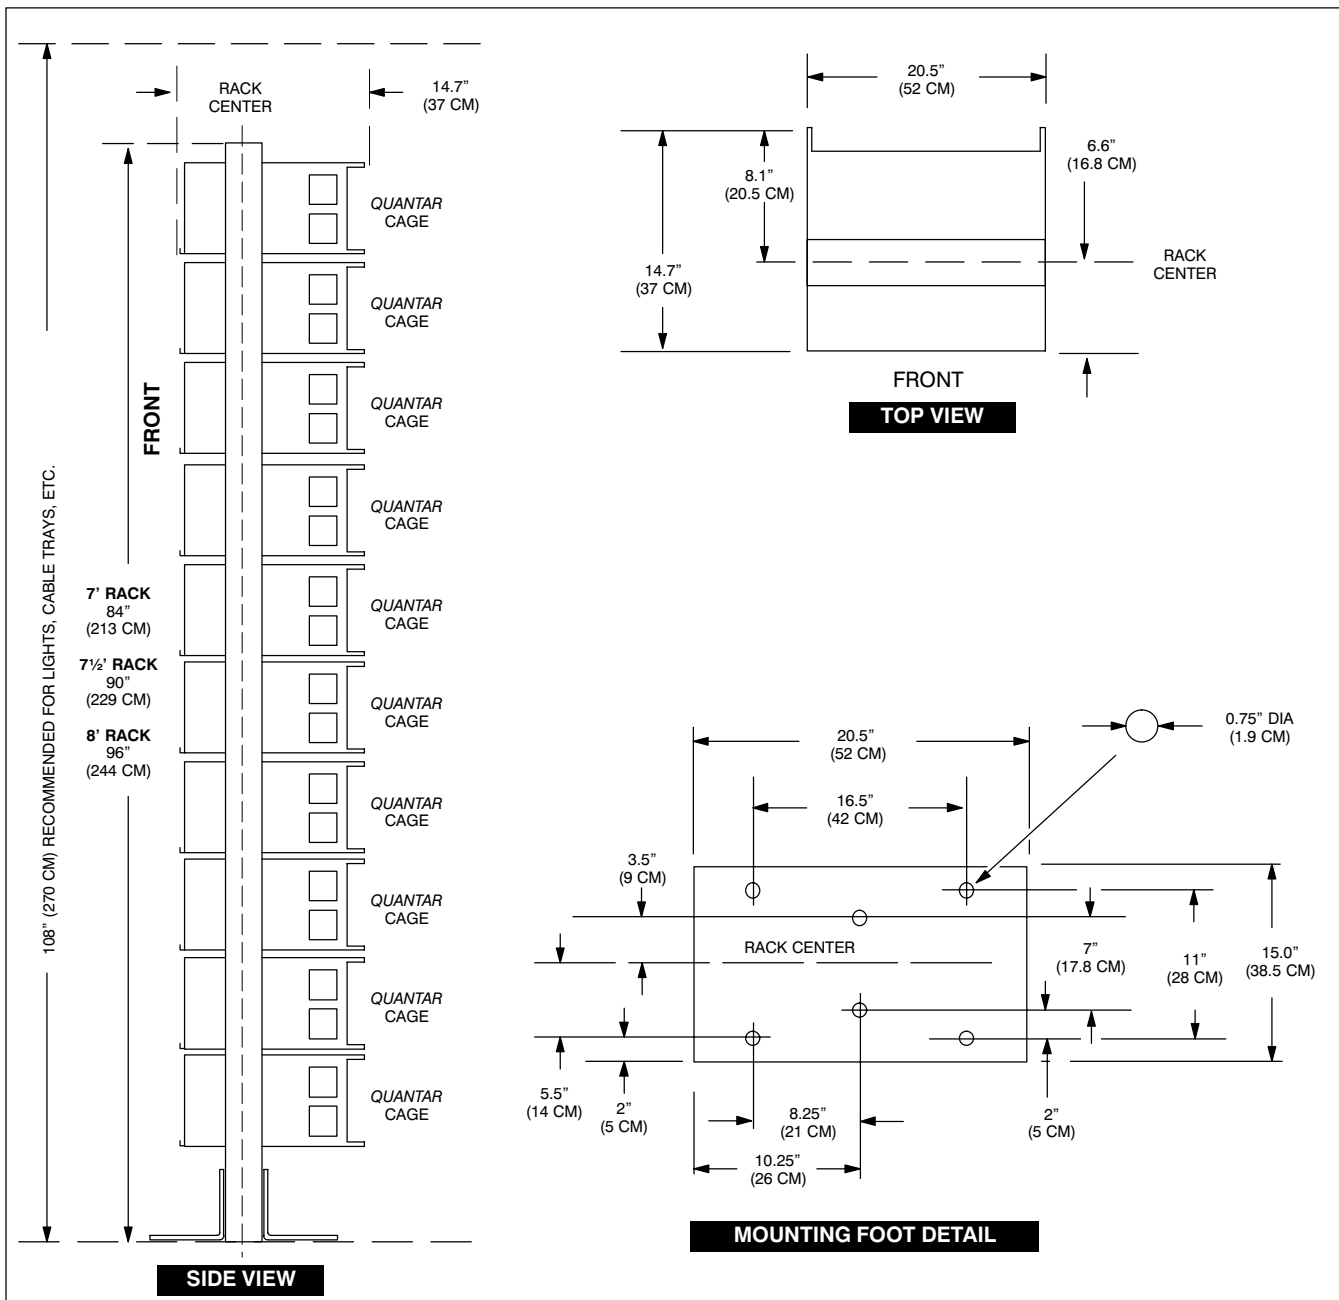 RACK
CENTER
14.7”
(37 CM)
QUANTAR
CAGE
QUANTAR
CAGE
QUANTAR
CAGE
QUANTAR
CAGE
QUANTAR
CAGE
QUANTAR
CAGE
QUANTAR
CAGE
QUANTAR
CAGE
QUANTAR
CAGE
QUANTAR
CAGE
FRONT
108” (270 CM) RECOMMENDED FOR LIGHTS, CABLE TRAYS, ETC.
7’ RACK
84”
(213 CM)
7½’ RACK
90”
(229 CM)
8’ RACK
96”
(244 CM)
SIDE VIEW
20.5”
(52 CM)
8.1”
(20.5 CM)
6.6”
(16.8 CM)
14.7”
(37 CM)
RACK
CENTER
FRONT
TOP VIEW
20.5”
(52 CM)
0.75” DIA
(1.9 CM)
16.5”
(42 CM)
3.5”
(9 CM)
RACK CENTER
7”
(17.8 CM)
11”
(28 CM)
15.0”
(38.5 CM)
5.5”
(14 CM)
2”
(5 CM)
8.25”
(21 CM)
2”
(5 CM)
10.25”
(26 CM)
MOUNTING FOOT DETAIL